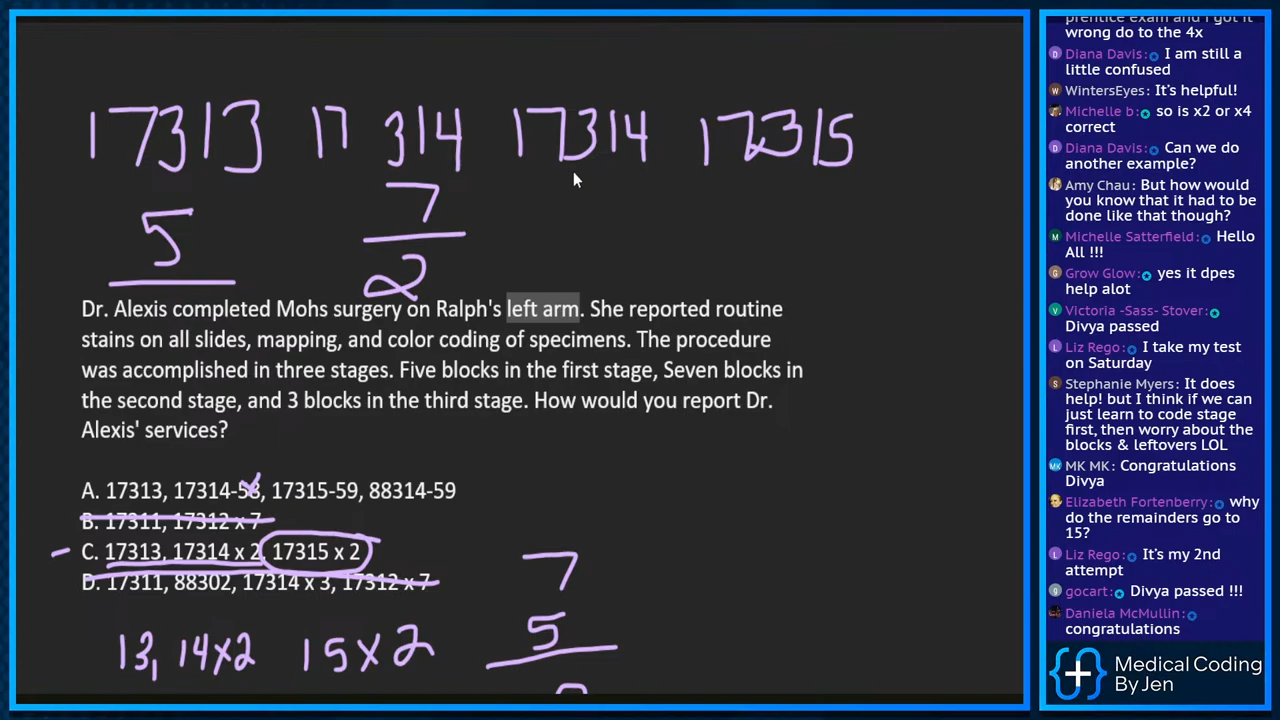 17313 17 314 17314 17315
7
5
2
Dr. Alexis completed Mohs surgery on Ralph's left arm. She reported routine
stains on all slides, mapping, and color coding of specimens. The procedure
was accomplished in three stages. Five blocks in the first stage, Seven blocks in
the second stage, and 3 blocks in the third stage. How would you report Dr.
Alexis' services?
A. 17313, 17314-58, 17315-59, 88314-59
B. 17311, 17312 x 7
C. 17313, 17314 x 2, 17315 x 2
D. 17311, 88302, 17314 x 3, 17312 x 7
7
5
13, 14x2 15x2
prentice exam and I got it
wrong do to the 4x
Diana Davis: I am still a
little confused
WintersEyes: It's helpful!
Michelle b: so is x2 or x4
correct
Diana Davis: Can we do
another example?
Amy Chau: But how would
you know that it had to be
done like that though?
Michelle Satterfield: Hello
All !!!
Grow Glow: yes it dpes
help alot
Victoria -Sass- Stover:
Divya passed
Liz Rego: I take my test
on Saturday
Stephanie Myers: It does
help! but I think if we can
just learn to code stage
first, then worry about the
blocks & leftovers LOL
MK MK: Congratulations
Divya
Elizabeth Fortenberry: why
do the remainders go to
15?
Liz Rego: It's my 2nd
attempt
gocart: Divya passed !!!
Daniela McMullin:
congratulations
Medical Coding
By Jen